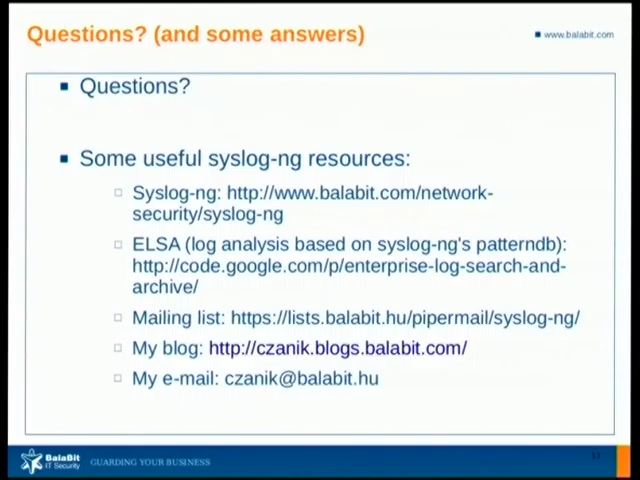 Questions? (and some answers)
www.balabit.com
Questions?
Some useful syslog-ng resources:
Syslog-ng: http://www.balabit.com/network-
security/syslog-ng
ELSA (log analysis based on syslog-ng's patterndb):
http://code.google.com/p/enterprise-log-search-and-
archive/
Mailing list: https://lists.balabit.hu/pipermail/syslog-ng/
My blog: http://czanik.blogs.balabit.com/
My e-mail: czanik@balabit.hu
BalaBit
IT Security
GUARDING YOUR BUSINESS